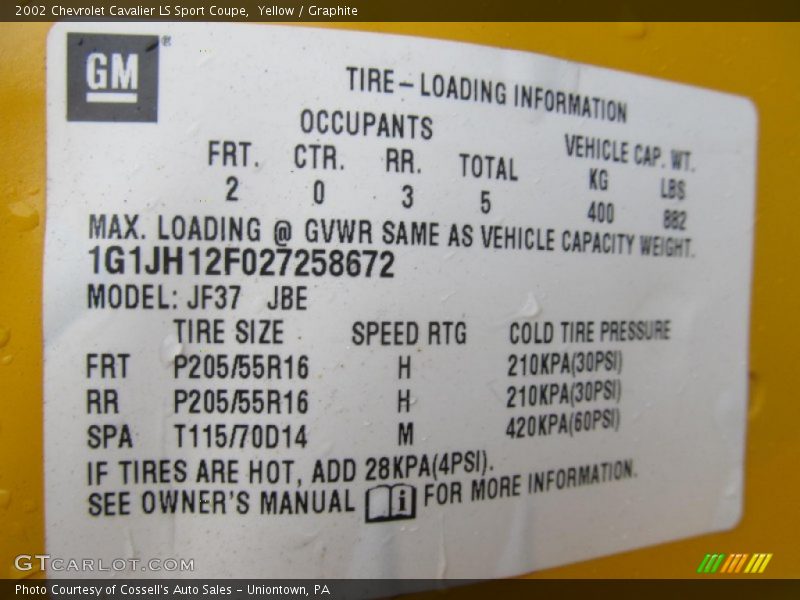 2002 Chevrolet Cavalier LS Sport Coupe,  Yellow / Graphite
GM®
TIRE-LOADING INFORMATION
OCCUPANTS VEHICLE CAP. WT.
FRT. CTR. RR. TOTAL KG LBS
2 0 3 5 400 882
MAX. LOADING @ GVWR SAME AS VEHICLE CAPACITY WEIGHT.
1G1JH12F027258672
MODEL: JF37 JBE
TIRE SIZE SPEED RTG COLD TIRE PRESSURE
FRT P205/55R16 H 210KPA(30PSI)
RR P205/55R16 H 210KPA(30PSI)
SPA T115/70D14 M 420KPA(60PSI)
IF TIRES ARE HOT, ADD 28KPA(4PSI).
SEE OWNER'S MANUAL i FOR MORE INFORMATION.
GTCARLOT.COM
Photo Courtesy of Cossell's Auto Sales - Uniontown, PA